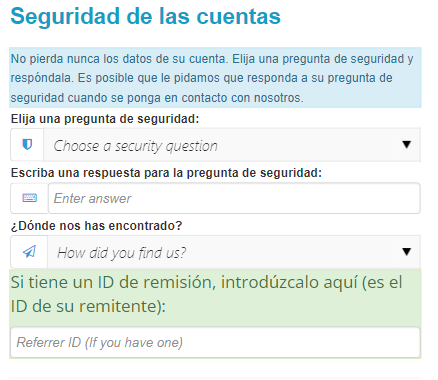 Seguridad de las cuentas
No pierda nunca los datos de su cuenta. Elija una pregunta de seguridad y
respóndala. Es posible que le pidamos que responda a su pregunta de
seguridad cuando se ponga en contacto con nosotros.
Elija una pregunta de seguridad:
Choose a security question
Escriba una respuesta para la pregunta de seguridad:
Enter answer
¿Dónde nos has encontrado?
How did you find us?
Si tiene un ID de remisión, introdúzcalo aquí (es el
ID de su remitente):
Referrer ID (If you have one)